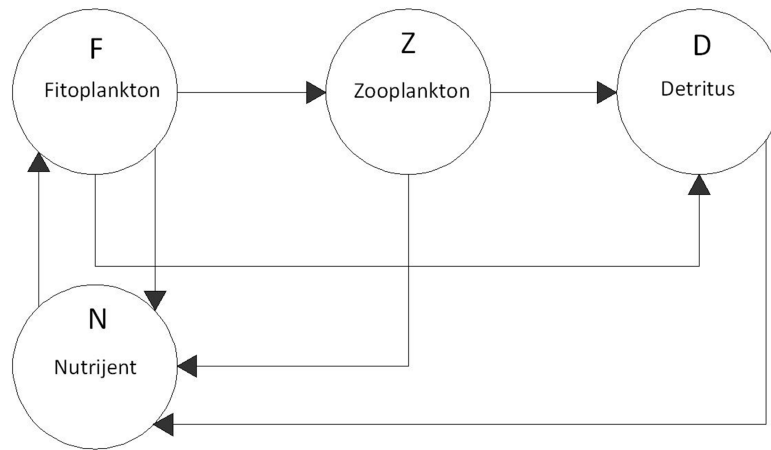 F
Fitoplankton
Z
Zooplankton
D
Detritus
N
Nutrijent